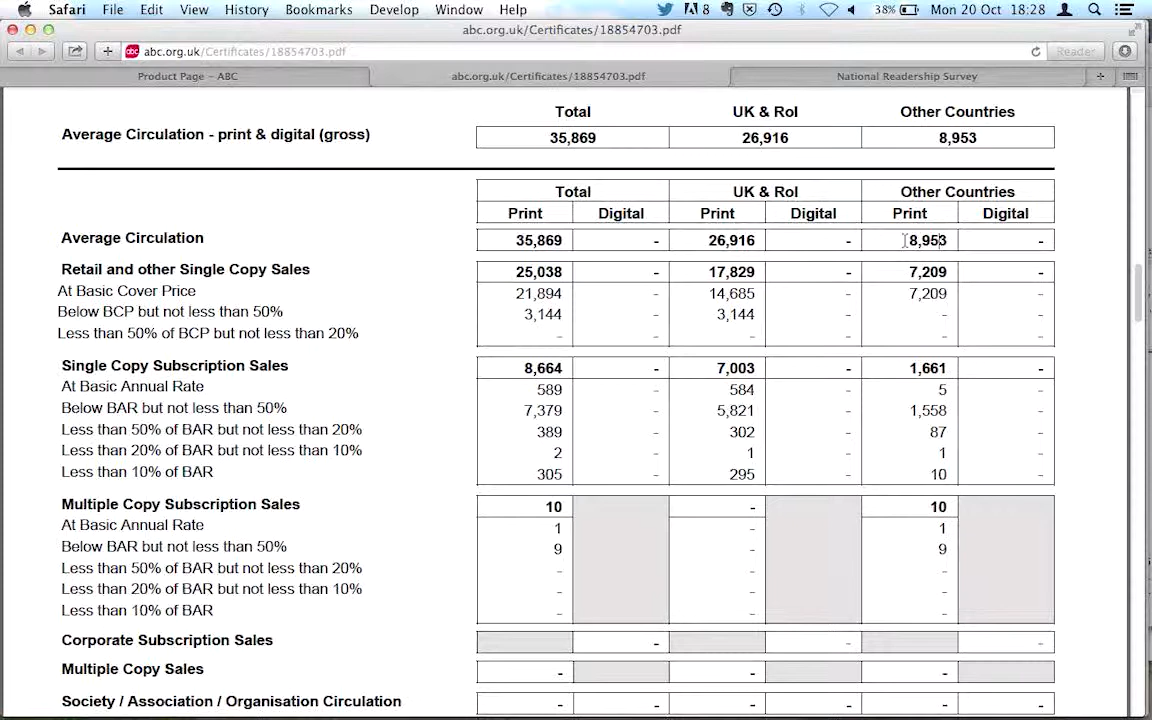 Safari File Edit View History Bookmarks Develop Window Help 8 38% Mon 20 Oct 18:28
abc.org.uk/Certificates/18854703.pdf
abc abc.org.uk/Certificates/18854703.pdf Reader
Product Page – ABC abc.org.uk/Certificates/18854703.pdf National Readership Survey +
Total UK & RoI Other Countries
Average Circulation - print & digital (gross) 35,869 26,916 8,953
Total UK & RoI Other Countries
Print Digital Print Digital Print Digital
Average Circulation 35,869 - 26,916 - 8,953 -
Retail and other Single Copy Sales 25,038 - 17,829 - 7,209 -
At Basic Cover Price 21,894 - 14,685 - 7,209 -
Below BCP but not less than 50% 3,144 - 3,144 - - -
Less than 50% of BCP but not less than 20% - - - - - -
Single Copy Subscription Sales 8,664 - 7,003 - 1,661 -
At Basic Annual Rate 589 - 584 - 5 -
Below BAR but not less than 50% 7,379 - 5,821 - 1,558 -
Less than 50% of BAR but not less than 20% 389 - 302 - 87 -
Less than 20% of BAR but not less than 10% 2 - 1 - 1 -
Less than 10% of BAR 305 - 295 - 10 -
Multiple Copy Subscription Sales 10 - 10
At Basic Annual Rate 1 - 1
Below BAR but not less than 50% 9 - 9
Less than 50% of BAR but not less than 20% - - -
Less than 20% of BAR but not less than 10% - - -
Less than 10% of BAR - - -
Corporate Subscription Sales - - -
Multiple Copy Sales - - -
Society / Association / Organisation Circulation - - - - - -